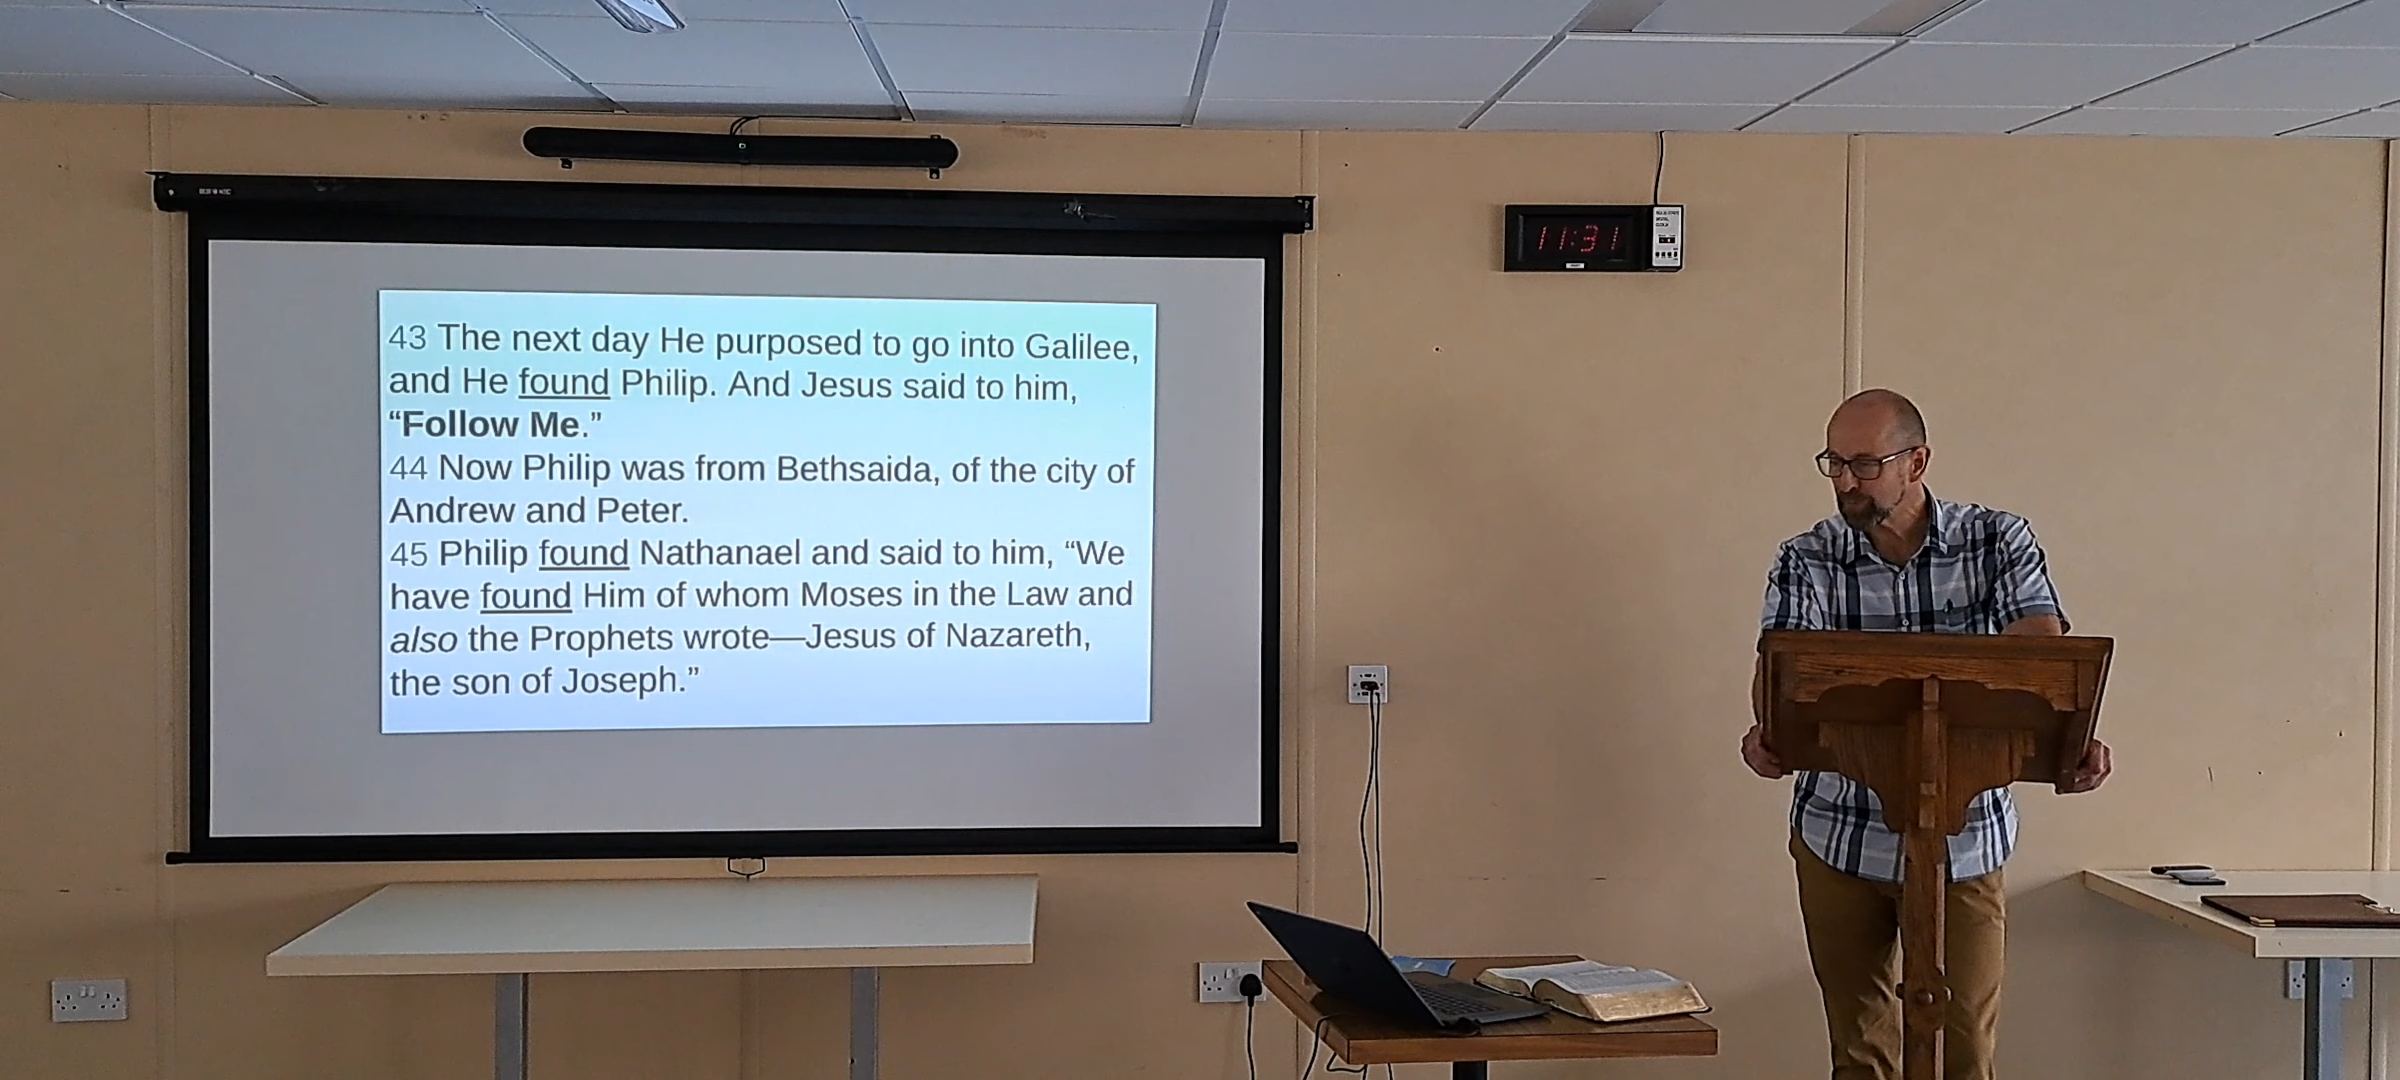 11:31
43 The next day He purposed to go into Galilee,
and He found Philip. And Jesus said to him,
“Follow Me.”
44 Now Philip was from Bethsaida, of the city of
Andrew and Peter.
45 Philip found Nathanael and said to him, “We
have found Him of whom Moses in the Law and
also the Prophets wrote—Jesus of Nazareth,
the son of Joseph.”